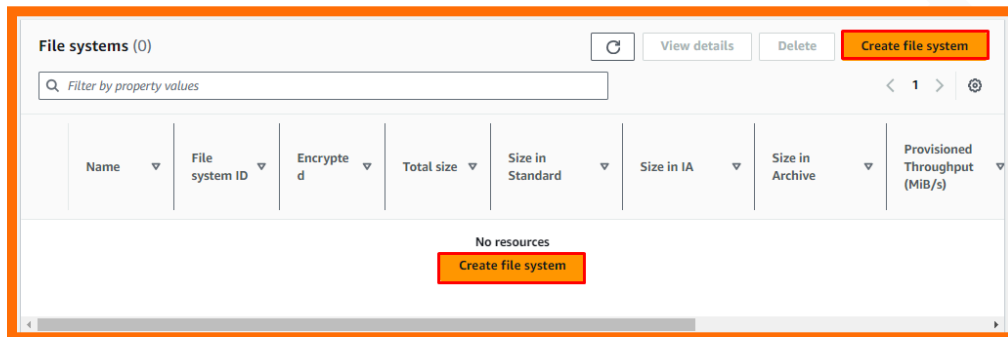 File systems (0)
View details
Delete
Create file system
Filter by property values
1
Name
File
system ID
Encrypte
d
Total size
Size in
Standard
Size in IA
Size in
Archive
Provisioned
Throughput
(MiB/s)
No resources
Create file system